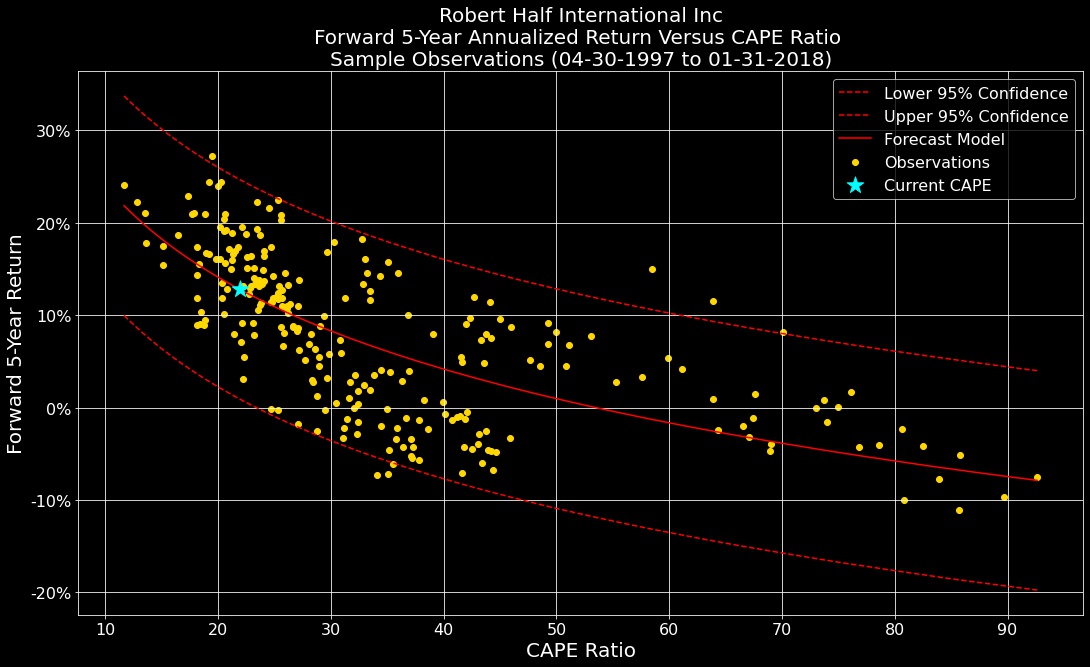 Robert Half International Inc
Forward 5-Year Annualized Return Versus CAPE Ratio
Sample Observations (04-30-1997 to 01-31-2018)
Lower 95% Confidence
Upper 95% Confidence
Forecast Model
Observations
Current CAPE
Forward 5-Year Return
30%
20%
10%
0%
-10%
-20%
10 20 30 40 50 60 70 80 90
CAPE Ratio